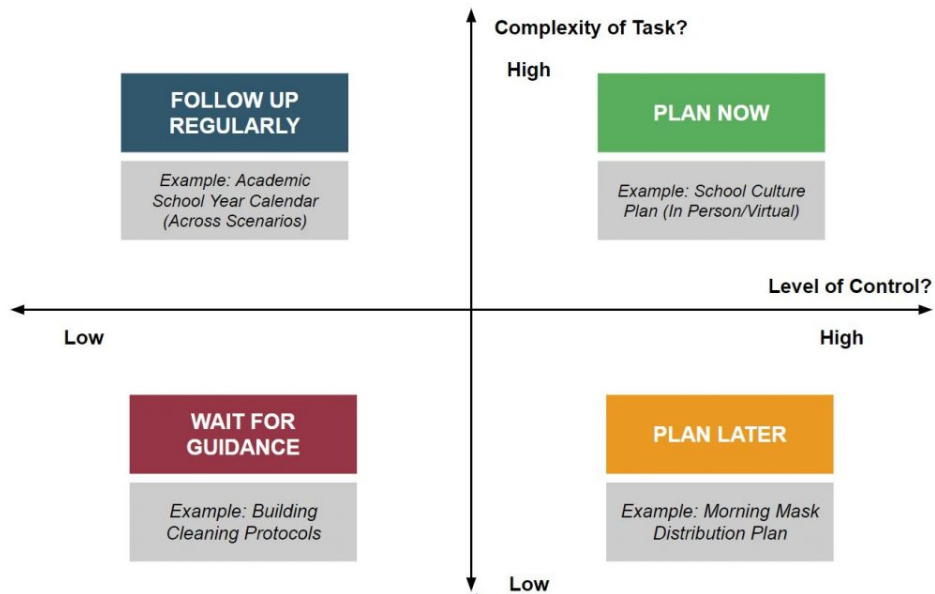 Complexity of Task?
High
FOLLOW UP
REGULARLY
Example: Academic
School Year Calendar
(Across Scenarios)
PLAN NOW
Example: School Culture
Plan (In Person/Virtual)
Level of Control?
Low
High
WAIT FOR
GUIDANCE
Example: Building
Cleaning Protocols
PLAN LATER
Example: Morning Mask
Distribution Plan
Low